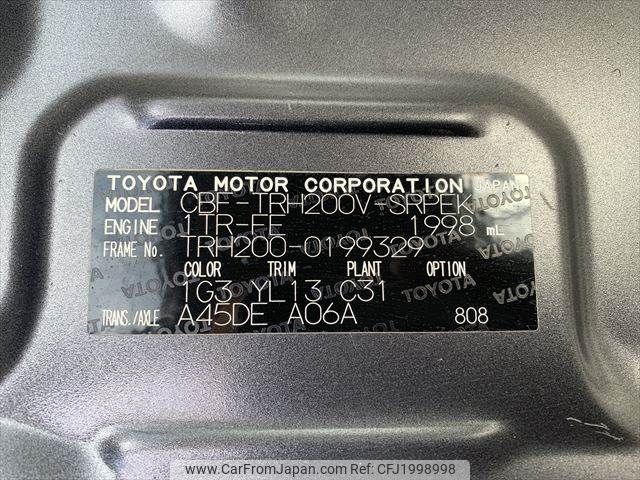 TOYOTA MOTOR CORPORATION JAPAN
MODEL CBF-TRH200V-SRPEK
ENGINE 1TR-FE 1998 mL
FRAME No. TRH200-0199329
COLOR TRIM PLANT OPTION
1G3 YL13 C31
TRANS./AXLE A45DE A06A 808
www.CarFromJapan.com Ref: CFJ1998998